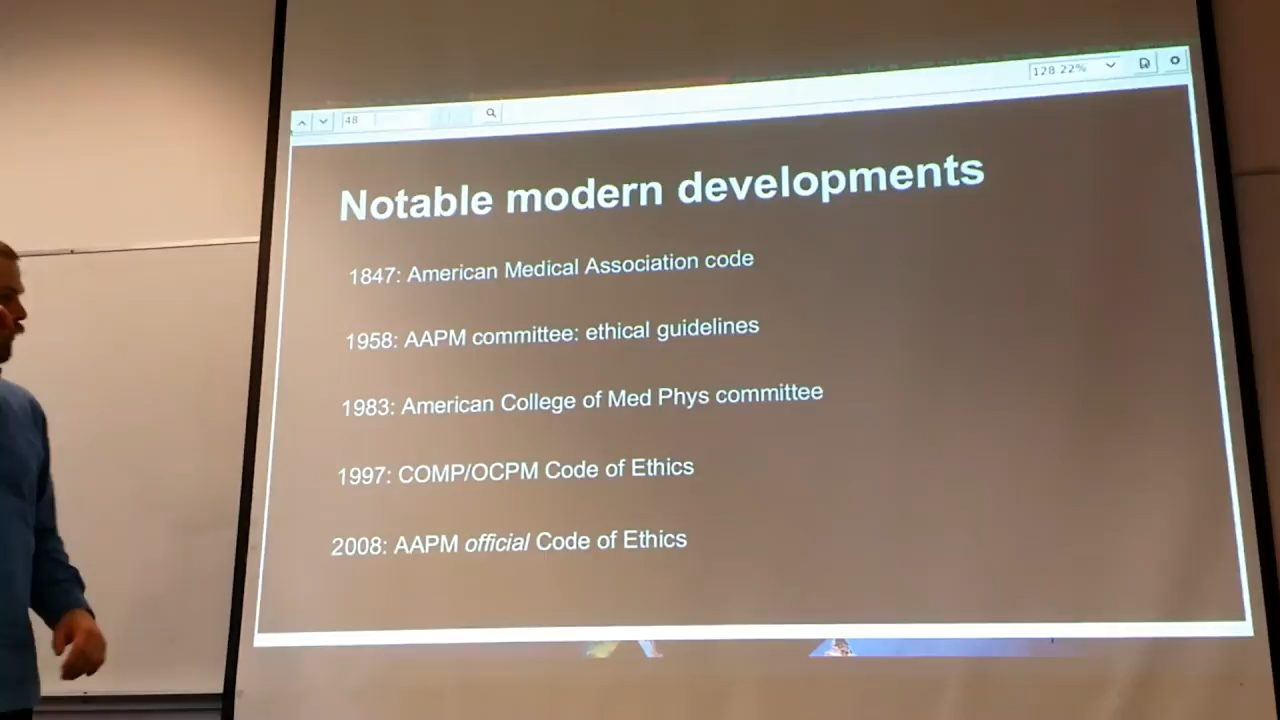 128.22%
48
Notable modern developments
1847: American Medical Association code
1958: AAPM committee: ethical guidelines
1983: American College of Med Phys committee
1997: COMP/OCPM Code of Ethics
2008: AAPM official Code of Ethics